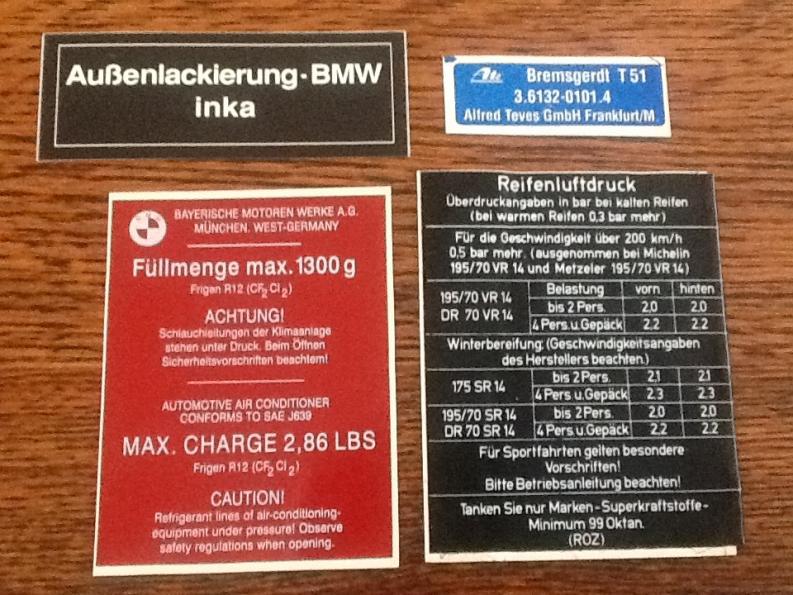 Außenlackierung·BMW
inka
Ate Bremsgerdt T 51
3.6132-0101.4
Alfred Teves GmbH Frankfurt/M
BAYERISCHE MOTOREN WERKE A.G.
MÜNCHEN. WEST-GERMANY
Füllmenge max. 1300 g
Frigen R12 (CF2 Cl2)
ACHTUNG!
Schlauchleitungen der Klimaanlage
stehen unter Druck. Beim Öffnen
Sicherheitsvorschriften beachtem!
AUTOMOTIVE AIR CONDITIONER
CONFORMS TO SAE J639
MAX. CHARGE 2,86 LBS
Frigen R12 (CF2 Cl2)
CAUTION!
Refrigerant lines of air-conditioning-
equipment under pressure! Observe
safety regulations when opening.
Reifenluftdruck
Überdruckangaben in bar bei kalten Reifen
(bei warmen Reifen 0,3 bar mehr)
Für die Geschwindigkeit über 200 km/h
0,5 bar mehr. (ausgenommen bei Michelin
195/70 VR 14 und Metzeler 195/70 VR 14)
195/70 VR 14
DR 70 VR 14
Belastung vorn hinten
bis 2 Pers. 2,0 2,0
4 Pers. u. Gepäck 2,2 2,2
Winterbereifung: (Geschwindigkeitsangaben
des Herstellers beachten.)
175 SR 14
bis 2 Pers. 2,1 2,1
4 Pers u. Gepäck 2,3 2,3
195/70 SR 14
DR 70 SR 14
bis 2 Pers. 2,0 2,0
4 Pers u. Gepäck 2,2 2,2
Für Sportfahrten gelten besondere
Vorschriften!
Bitte Betriebsanleitung beachten!
Tanken Sie nur Marken-Superkraftstoffe-
Minimum 99 Oktan.
(ROZ)